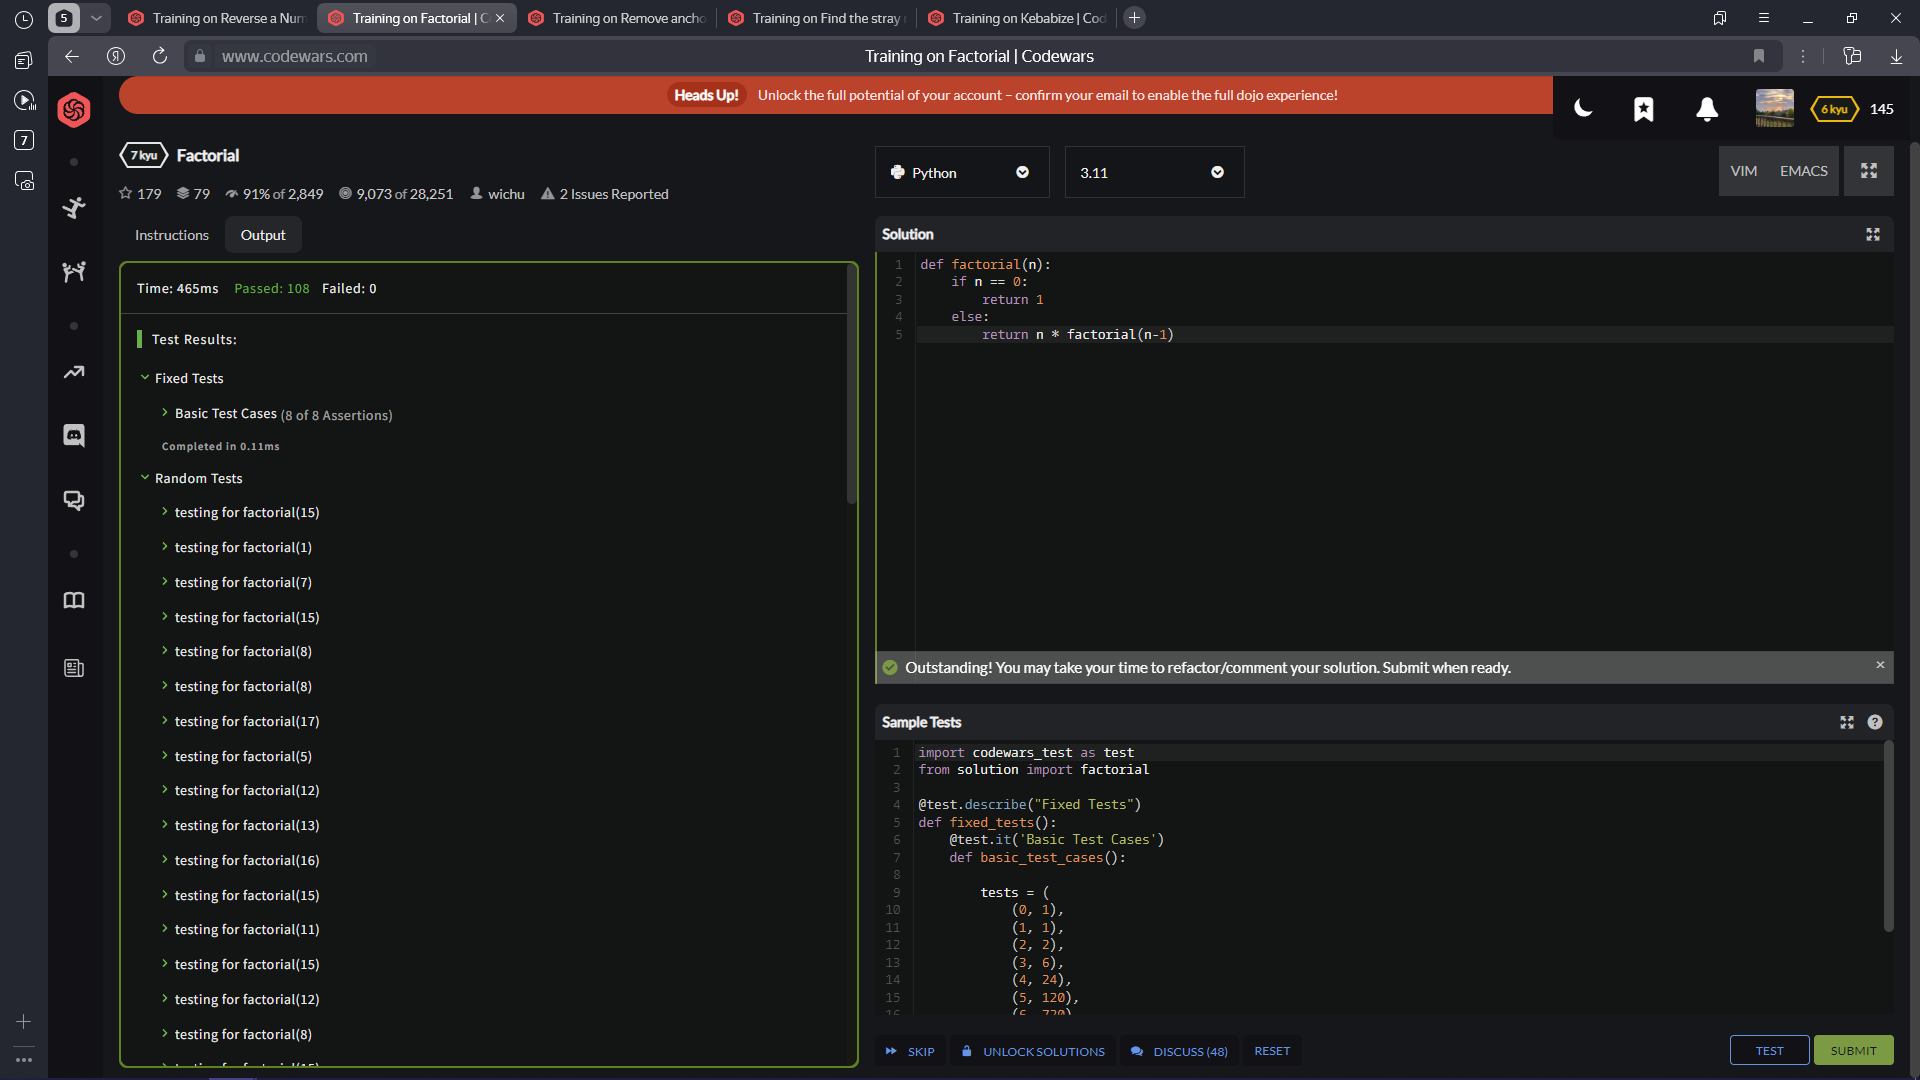 5
Training on Reverse a Num
Training on Factorial | C
Training on Remove ancho
Training on Find the stray
Training on Kebabize | Cod
www.codewars.com
Training on Factorial | Codewars
7
Heads Up! Unlock the full potential of your account – confirm your email to enable the full dojo experience!
6 kyu 145
7 kyu Factorial
179 79 91% of 2,849 9,073 of 28,251 wichu 2 Issues Reported
Instructions Output
Time: 465ms Passed: 108 Failed: 0
Test Results:
Fixed Tests
Basic Test Cases (8 of 8 Assertions)
Completed in 0.11ms
Random Tests
testing for factorial(15)
testing for factorial(1)
testing for factorial(7)
testing for factorial(15)
testing for factorial(8)
testing for factorial(8)
testing for factorial(17)
testing for factorial(5)
testing for factorial(12)
testing for factorial(13)
testing for factorial(16)
testing for factorial(15)
testing for factorial(11)
testing for factorial(15)
testing for factorial(12)
testing for factorial(8)
Python 3.11 VIM EMACS
Solution
1 def factorial(n):
2     if n == 0:
3         return 1
4     else:
5         return n * factorial(n-1)
Outstanding! You may take your time to refactor/comment your solution. Submit when ready.
Sample Tests
1 import codewars_test as test
2 from solution import factorial
3
4 @test.describe("Fixed Tests")
5 def fixed_tests():
6     @test.it('Basic Test Cases')
7     def basic_test_cases():
8
9         tests = (
10             (0, 1),
11             (1, 1),
12             (2, 2),
13             (3, 6),
14             (4, 24),
15             (5, 120),
16             (6, 720)
SKIP UNLOCK SOLUTIONS DISCUSS (48) RESET TEST SUBMIT